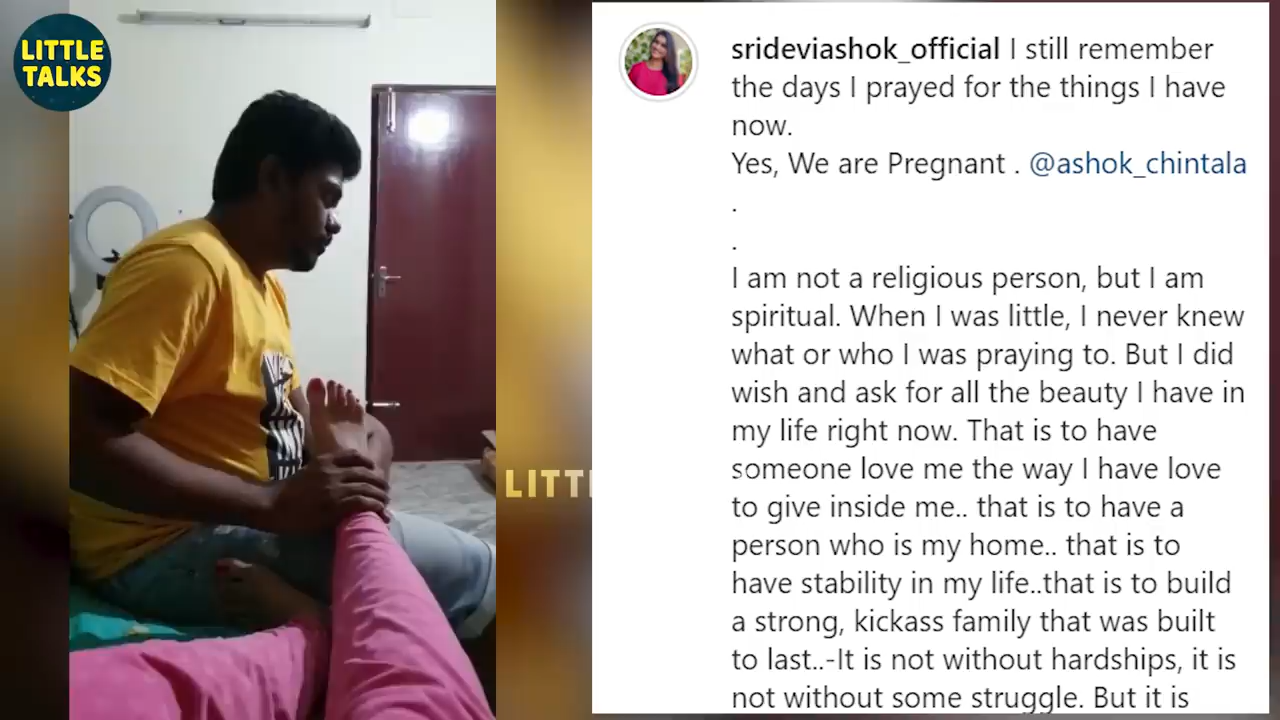 LITTLE
TALKS
srideviashok_official I still remember
the days I prayed for the things I have
now.
Yes, We are Pregnant . @ashok_chintala
.
.
I am not a religious person, but I am
spiritual. When I was little, I never knew
what or who I was praying to. But I did
wish and ask for all the beauty I have in
my life right now. That is to have
someone love me the way I have love
to give inside me.. that is to have a
person who is my home.. that is to
have stability in my life..that is to build
a strong, kickass family that was built
to last..-It is not without hardships, it is
not without some struggle. But it is
LITT